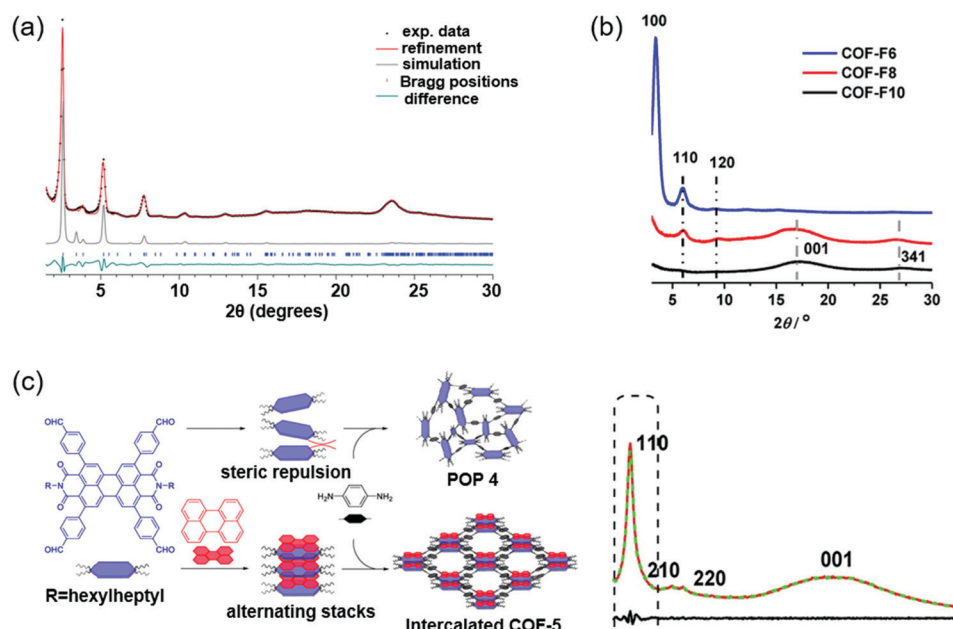 (a)
exp. data
refinement
simulation
Bragg positions
difference
5 10 15 20 25 30
2θ (degrees)
(b)
100
COF-F6
COF-F8
COF-F10
110
120
001
341
5 10 15 20 25 30
2θ/°
(c)
CHO
CHO
O
N
O
R
O
N
O
R
CHO
CHO
R=hexylheptyl
steric repulsion
alternating stacks
NH₂
H₂N
POP 4
Intercalated COF-5
110
210
220
001